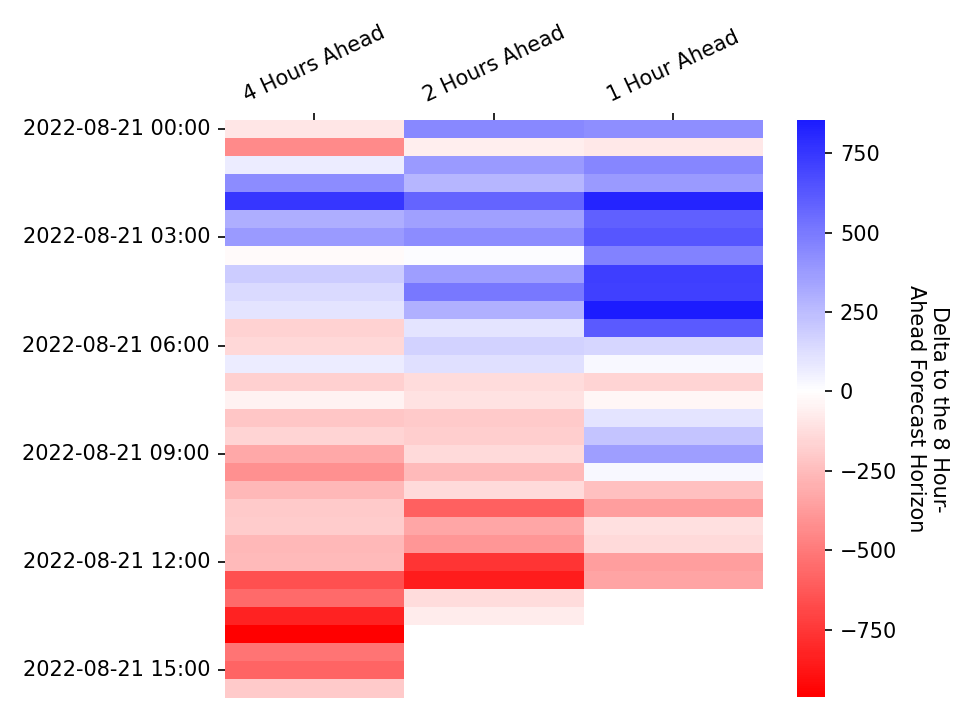 4 Hours Ahead
2 Hours Ahead
1 Hour Ahead
2022-08-21 00:00
2022-08-21 03:00
2022-08-21 06:00
2022-08-21 09:00
2022-08-21 12:00
2022-08-21 15:00
750
500
250
0
−250
−500
−750
Delta to the 8 Hour-
Ahead Forecast Horizon